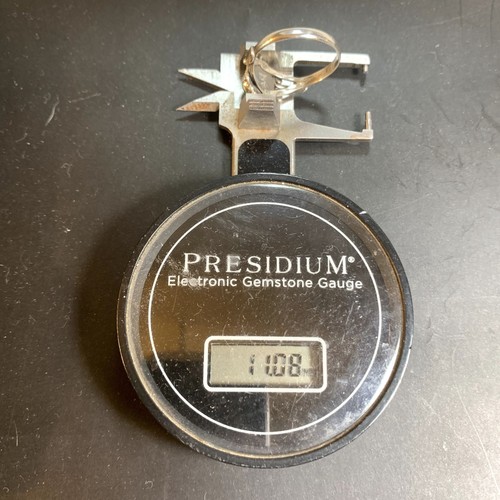 PRESIDIUM®
Electronic Gemstone Gauge
11.08